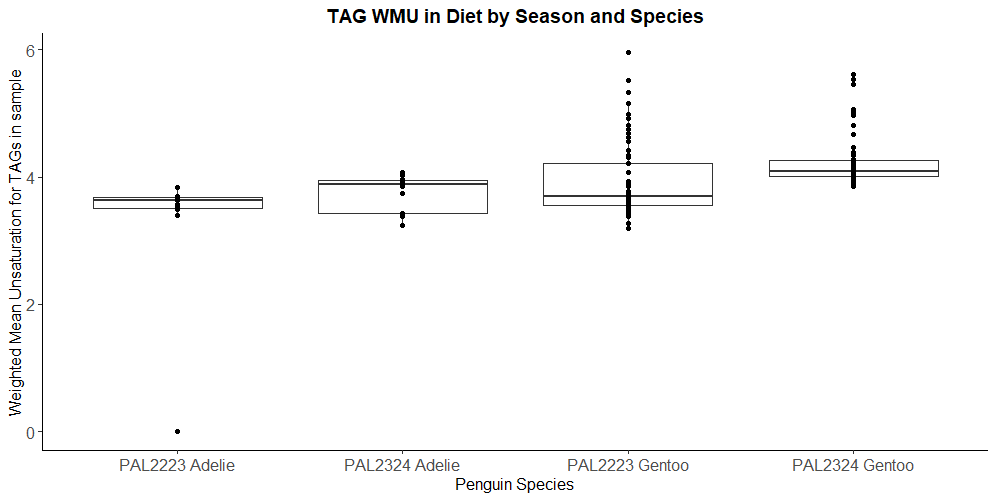 TAG WMU in Diet by Season and Species
Weighted Mean Unsaturation for TAGs in sample
6
4
2
0
PAL2223 Adelie
PAL2324 Adelie
PAL2223 Gentoo
PAL2324 Gentoo
Penguin Species